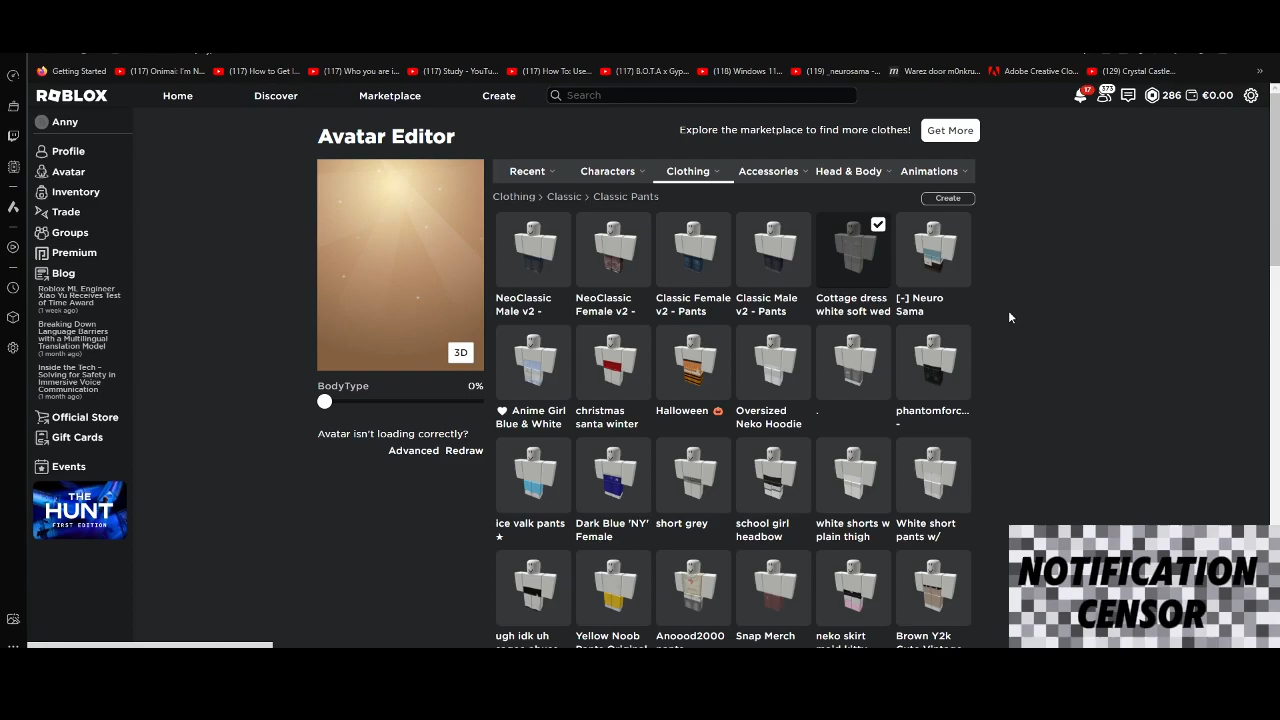 Getting Started
(117) Onimai: I'm N...
(117) How to Get I...
(117) Who you are i...
(117) Study - YouTu...
(117) How To: Use...
(117) B.O.T.A x Gyp...
(118) Windows 11...
(119) _neurosama -...
Warez door m0nkru...
Adobe Creative Clo...
(129) Crystal Castle...
»
ROBLOX
Home
Discover
Marketplace
Create
Search
17
373
286
€0.00
Anny
Profile
Avatar
Inventory
Trade
Groups
Premium
Blog
Roblox ML Engineer
Xiao Yu Receives Test
of Time Award
(1 week ago)
Breaking Down
Language Barriers
with a Multilingual
Translation Model
(1 month ago)
Inside the Tech -
Solving for Safety in
Immersive Voice
Communication
(1 month ago)
Official Store
Gift Cards
Events
THE
HUNT
FIRST EDITION
Avatar Editor
Explore the marketplace to find more clothes!
Get More
3D
BodyType 0%
Avatar isn't loading correctly?
Advanced Redraw
Recent
Characters
Clothing
Accessories
Head & Body
Animations
Clothing > Classic > Classic Pants
Create
NeoClassic
Male v2 -
NeoClassic
Female v2 -
Classic Female
v2 - Pants
Classic Male
v2 - Pants
Cottage dress
white soft wed
[-] Neuro
Sama
🤍 Anime Girl
Blue & White
christmas
santa winter
Halloween 🎃
Oversized
Neko Hoodie
.
phantomforc...
-
ice valk pants
★
Dark Blue 'NY'
Female
short grey
school girl
headbow
white shorts w
plain thigh
White short
pants w/
ugh idk uh
Yellow Noob
Anoood2000
Snap Merch
neko skirt
Brown Y2k
NOTIFICATION
CENSOR